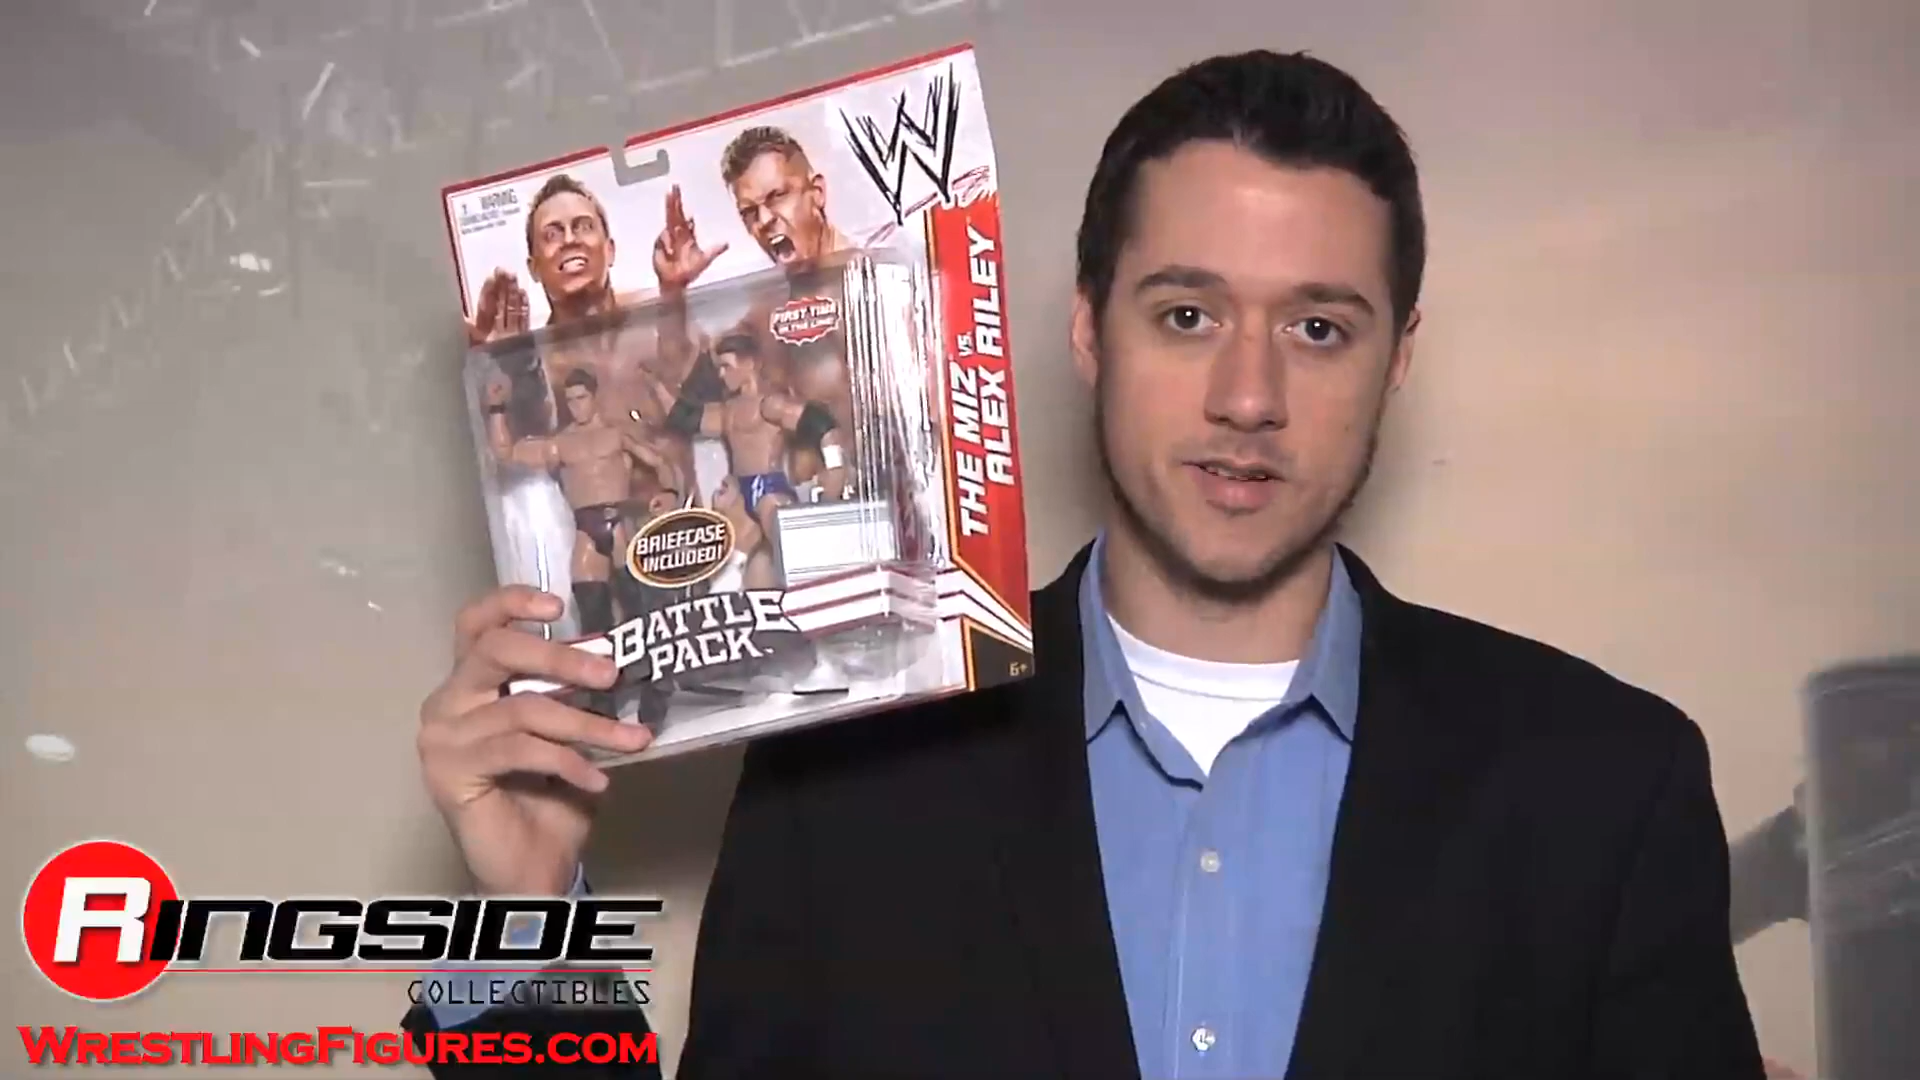 WARNING
W
FIRST TIME
IN THE LINE!
THE MIZ VS.
ALEX RILEY
BRIEFCASE
INCLUDED!
BATTLE
PACK
6+
RINGSIDE
COLLECTIBLES
WRESTLINGFIGURES.COM